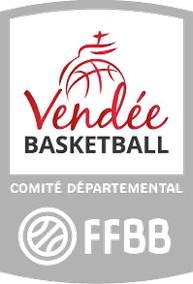 Vendée
BASKETBALL
COMITÉ DÉPARTEMENTAL
FFBB